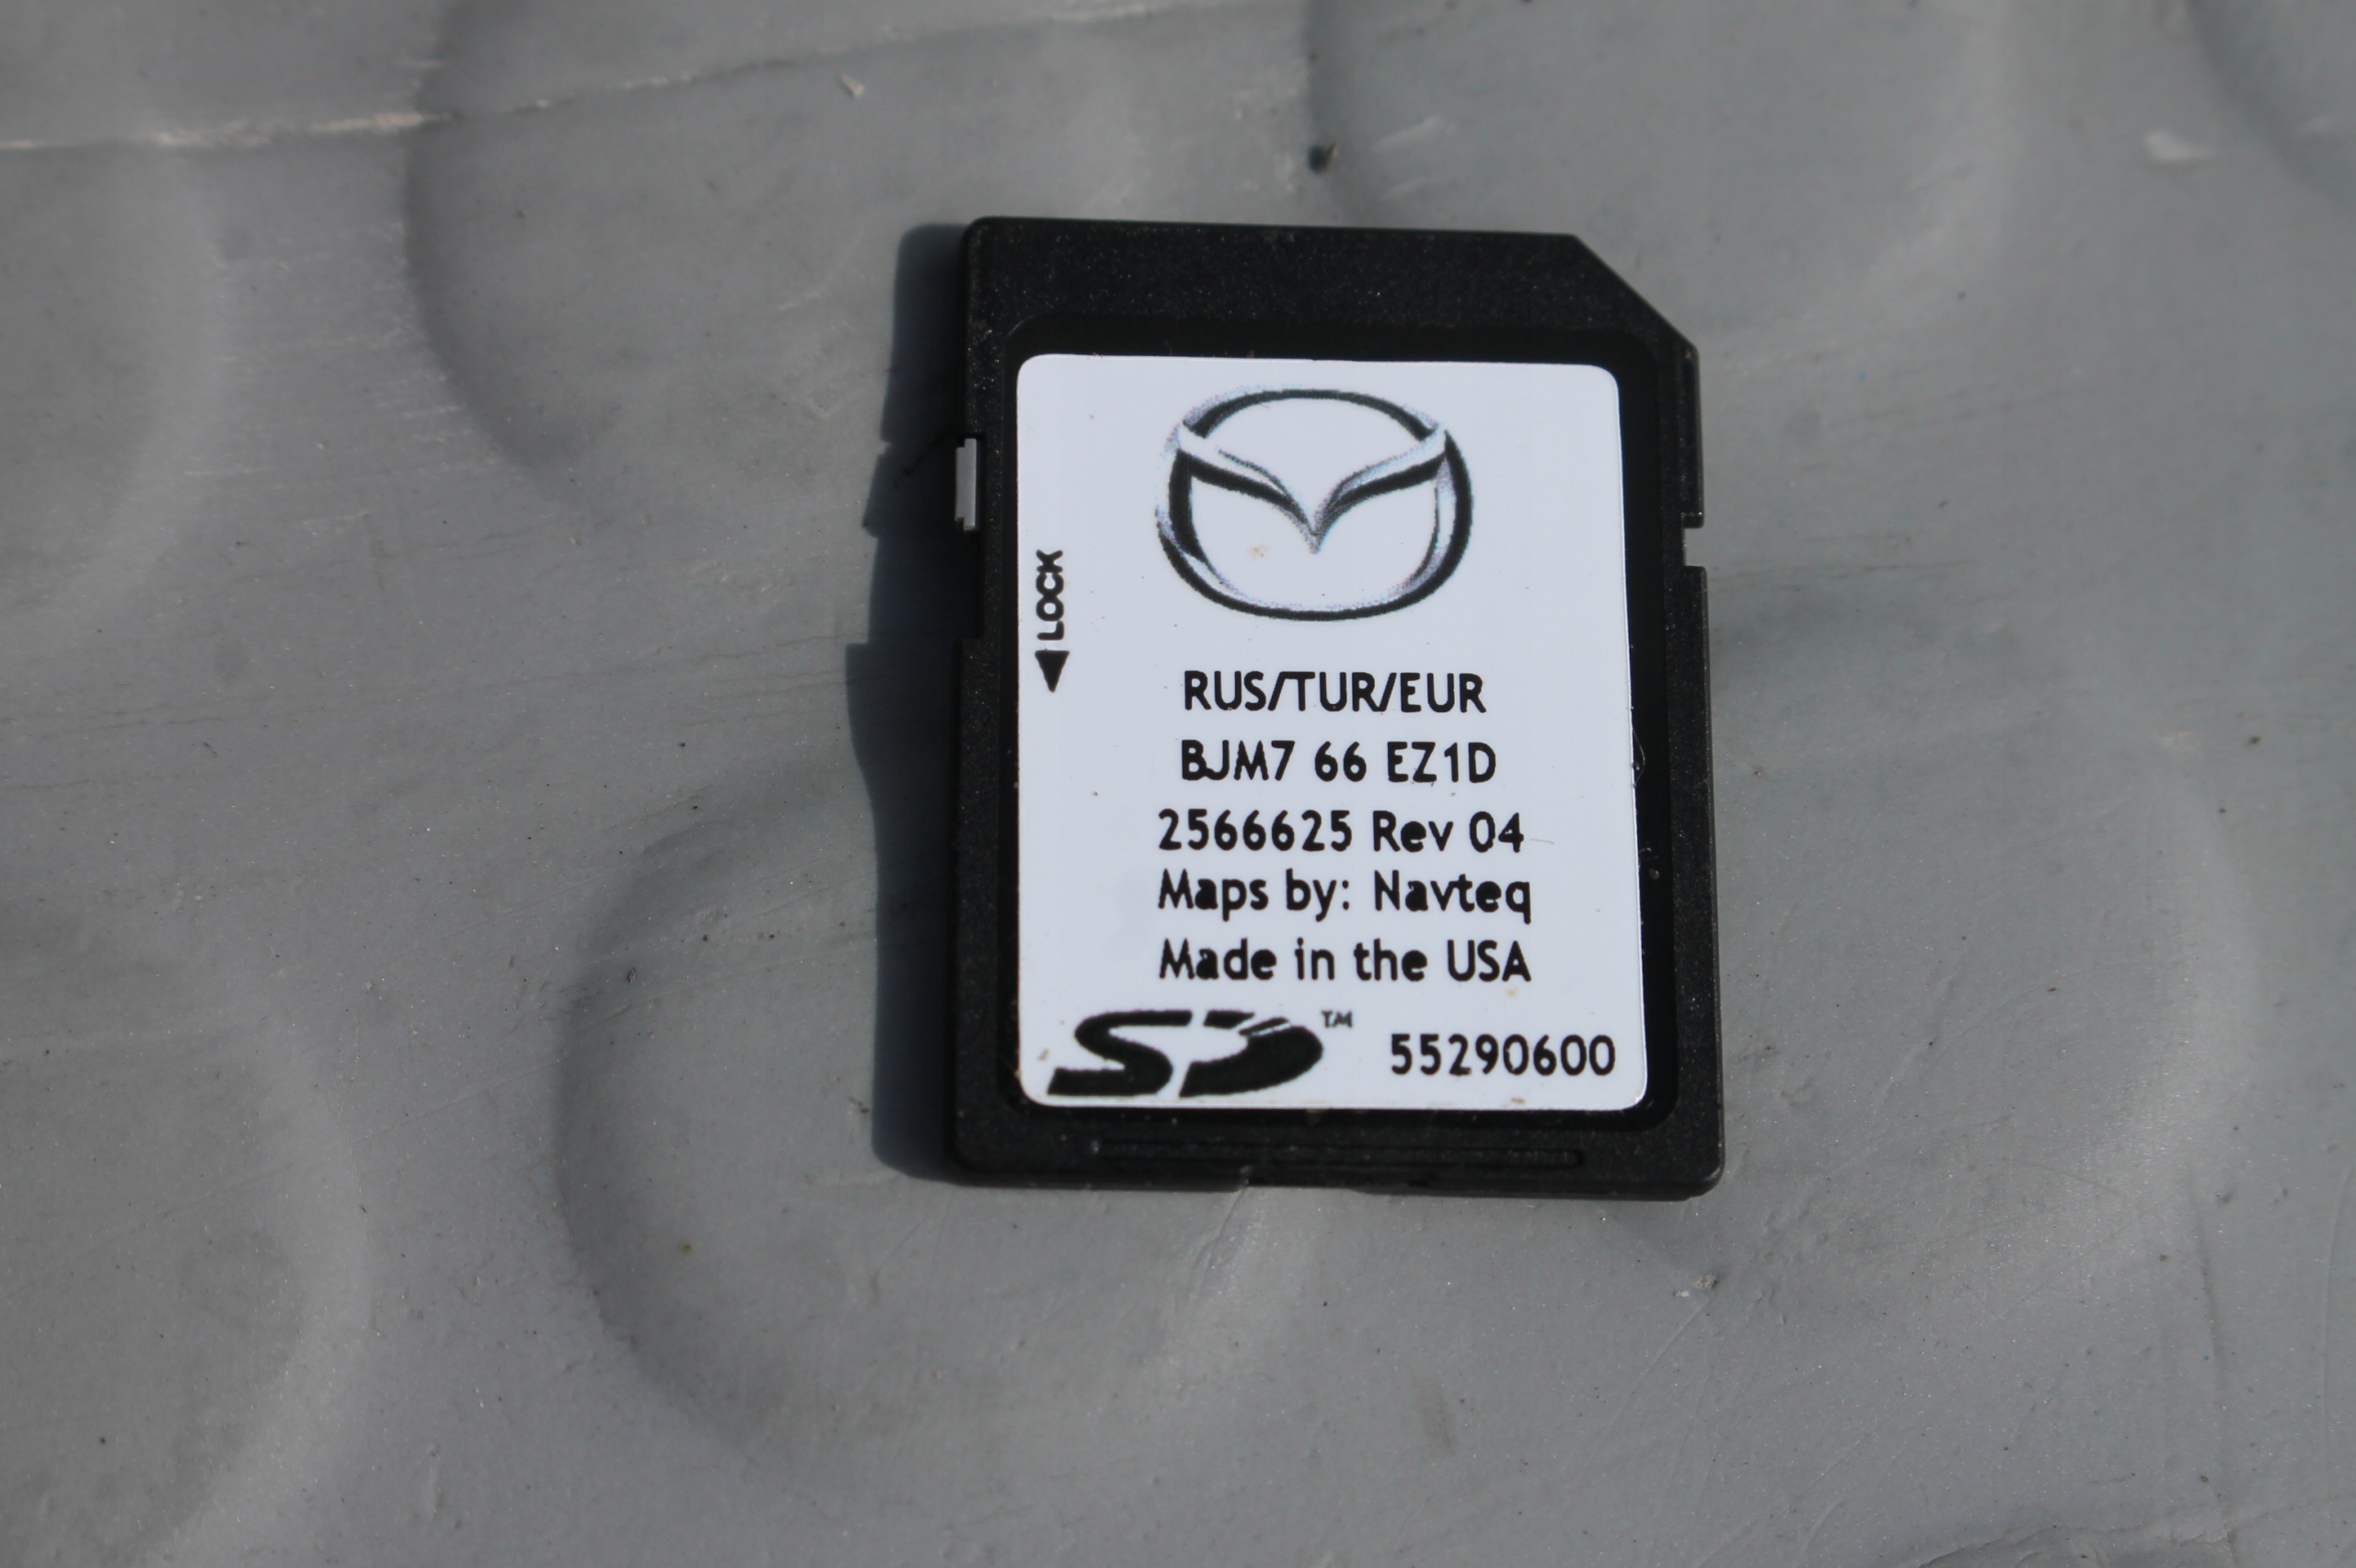 ◄LOCK
RUS/TUR/EUR
BJM7 66 EZ1D
2566625 Rev 04
Maps by: Navteq
Made in the USA
SD™ 55290600